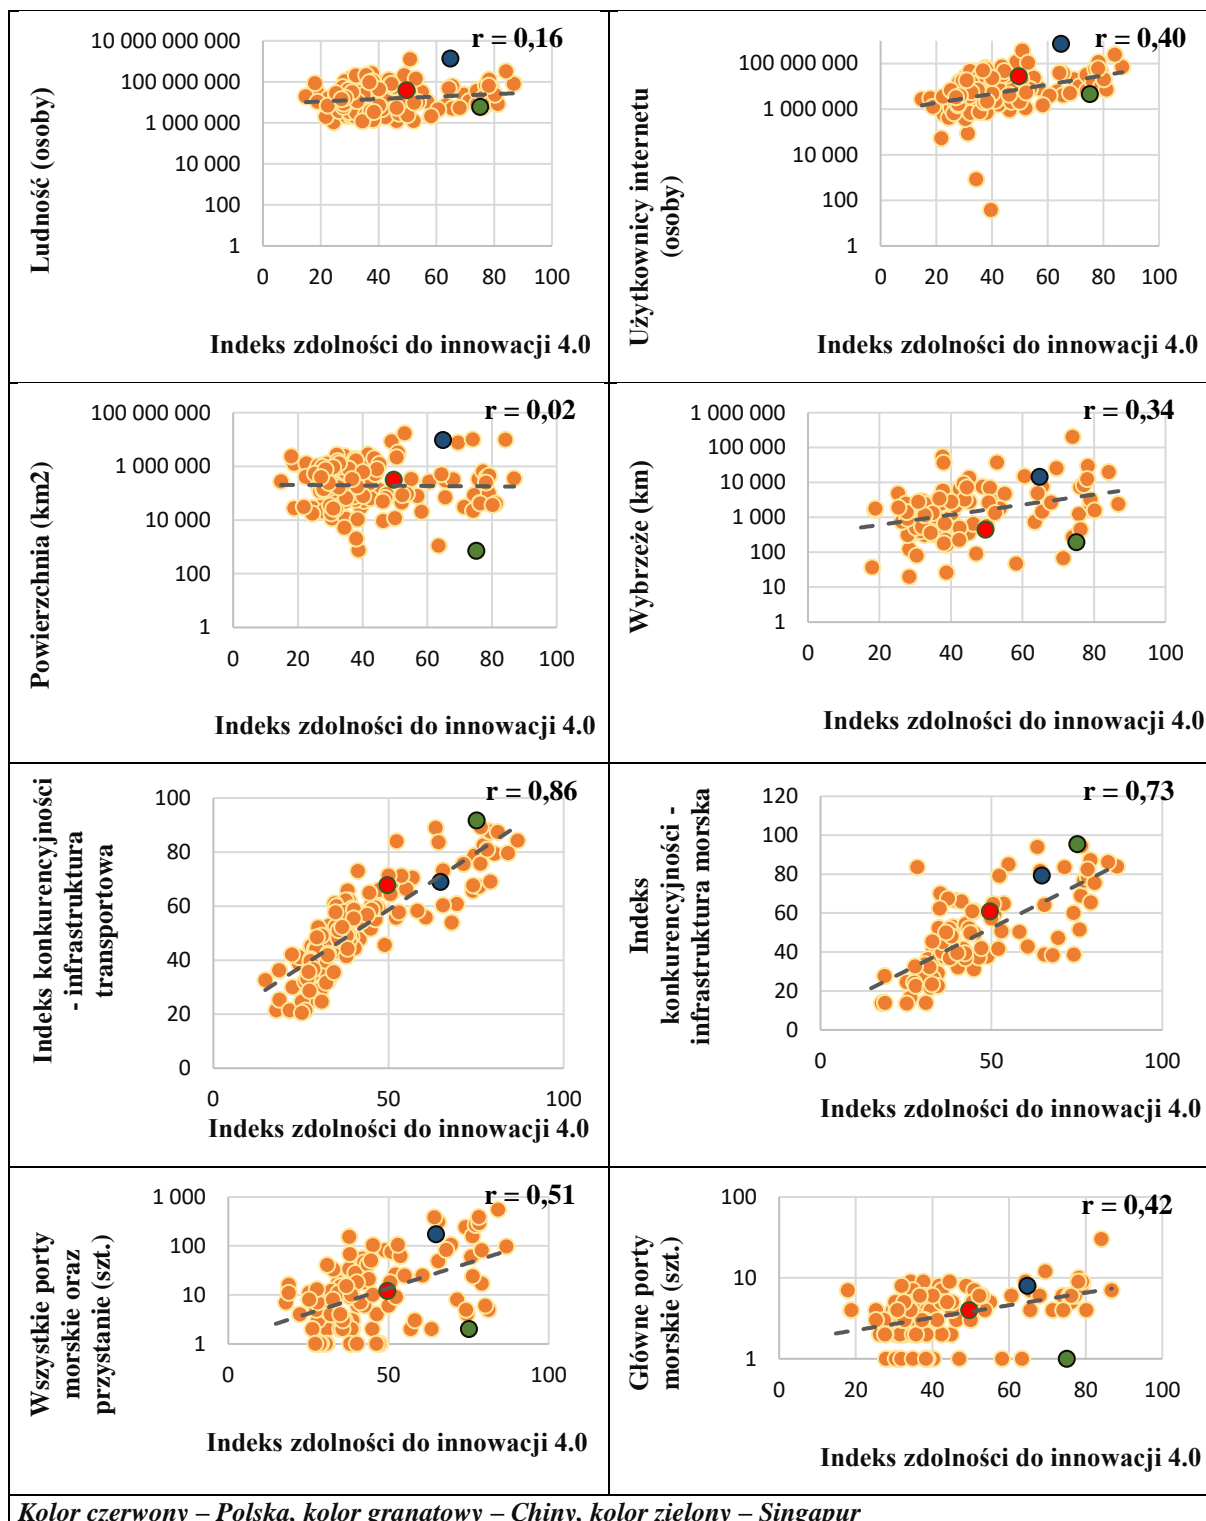 r = 0,16
10 000 000 000
100 000 000
1 000 000
10 000
100
1
0 20 40 60 80 100
Ludność (osoby)
Indeks zdolności do innowacji 4.0
r = 0,40
100 000 000
1 000 000
10 000
100
1
0 20 40 60 80 100
Użytkownicy internetu
(osoby)
Indeks zdolności do innowacji 4.0
r = 0,02
100 000 000
1 000 000
10 000
100
1
0 20 40 60 80 100
Powierzchnia (km2)
Indeks zdolności do innowacji 4.0
r = 0,34
1 000 000
100 000
10 000
1 000
100
10
1
0 20 40 60 80 100
Wybrzeże (km)
Indeks zdolności do innowacji 4.0
r = 0,86
100
80
60
40
20
0
0 50 100
Indeks konkurencyjności
- infrastruktura
transportowa
Indeks zdolności do innowacji 4.0
r = 0,73
120
100
80
60
40
20
0
0 50 100
Indeks
konkurencyjności -
infrastruktura morska
Indeks zdolności do innowacji 4.0
r = 0,51
1 000
100
10
1
0 50 100
Wszystkie porty
morskie oraz
przystanie (szt.)
Indeks zdolności do innowacji 4.0
r = 0,42
100
10
1
0 20 40 60 80 100
Główne porty
morskie (szt.)
Indeks zdolności do innowacji 4.0
Kolor czerwony – Polska, kolor granatowy – Chiny, kolor zielony – Singapur